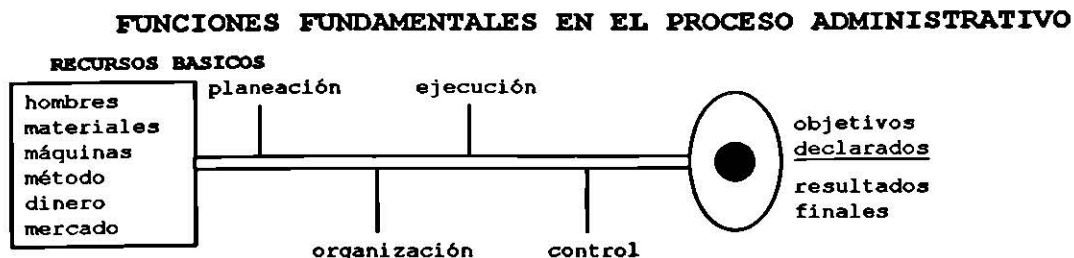 FUNCIONES FUNDAMENTALES EN EL PROCESO ADMINISTRATIVO
RECURSOS BASICOS
hombres
materiales
máquinas
método
dinero
mercado
planeación
ejecución
organización
control
objetivos
declarados
resultados
finales